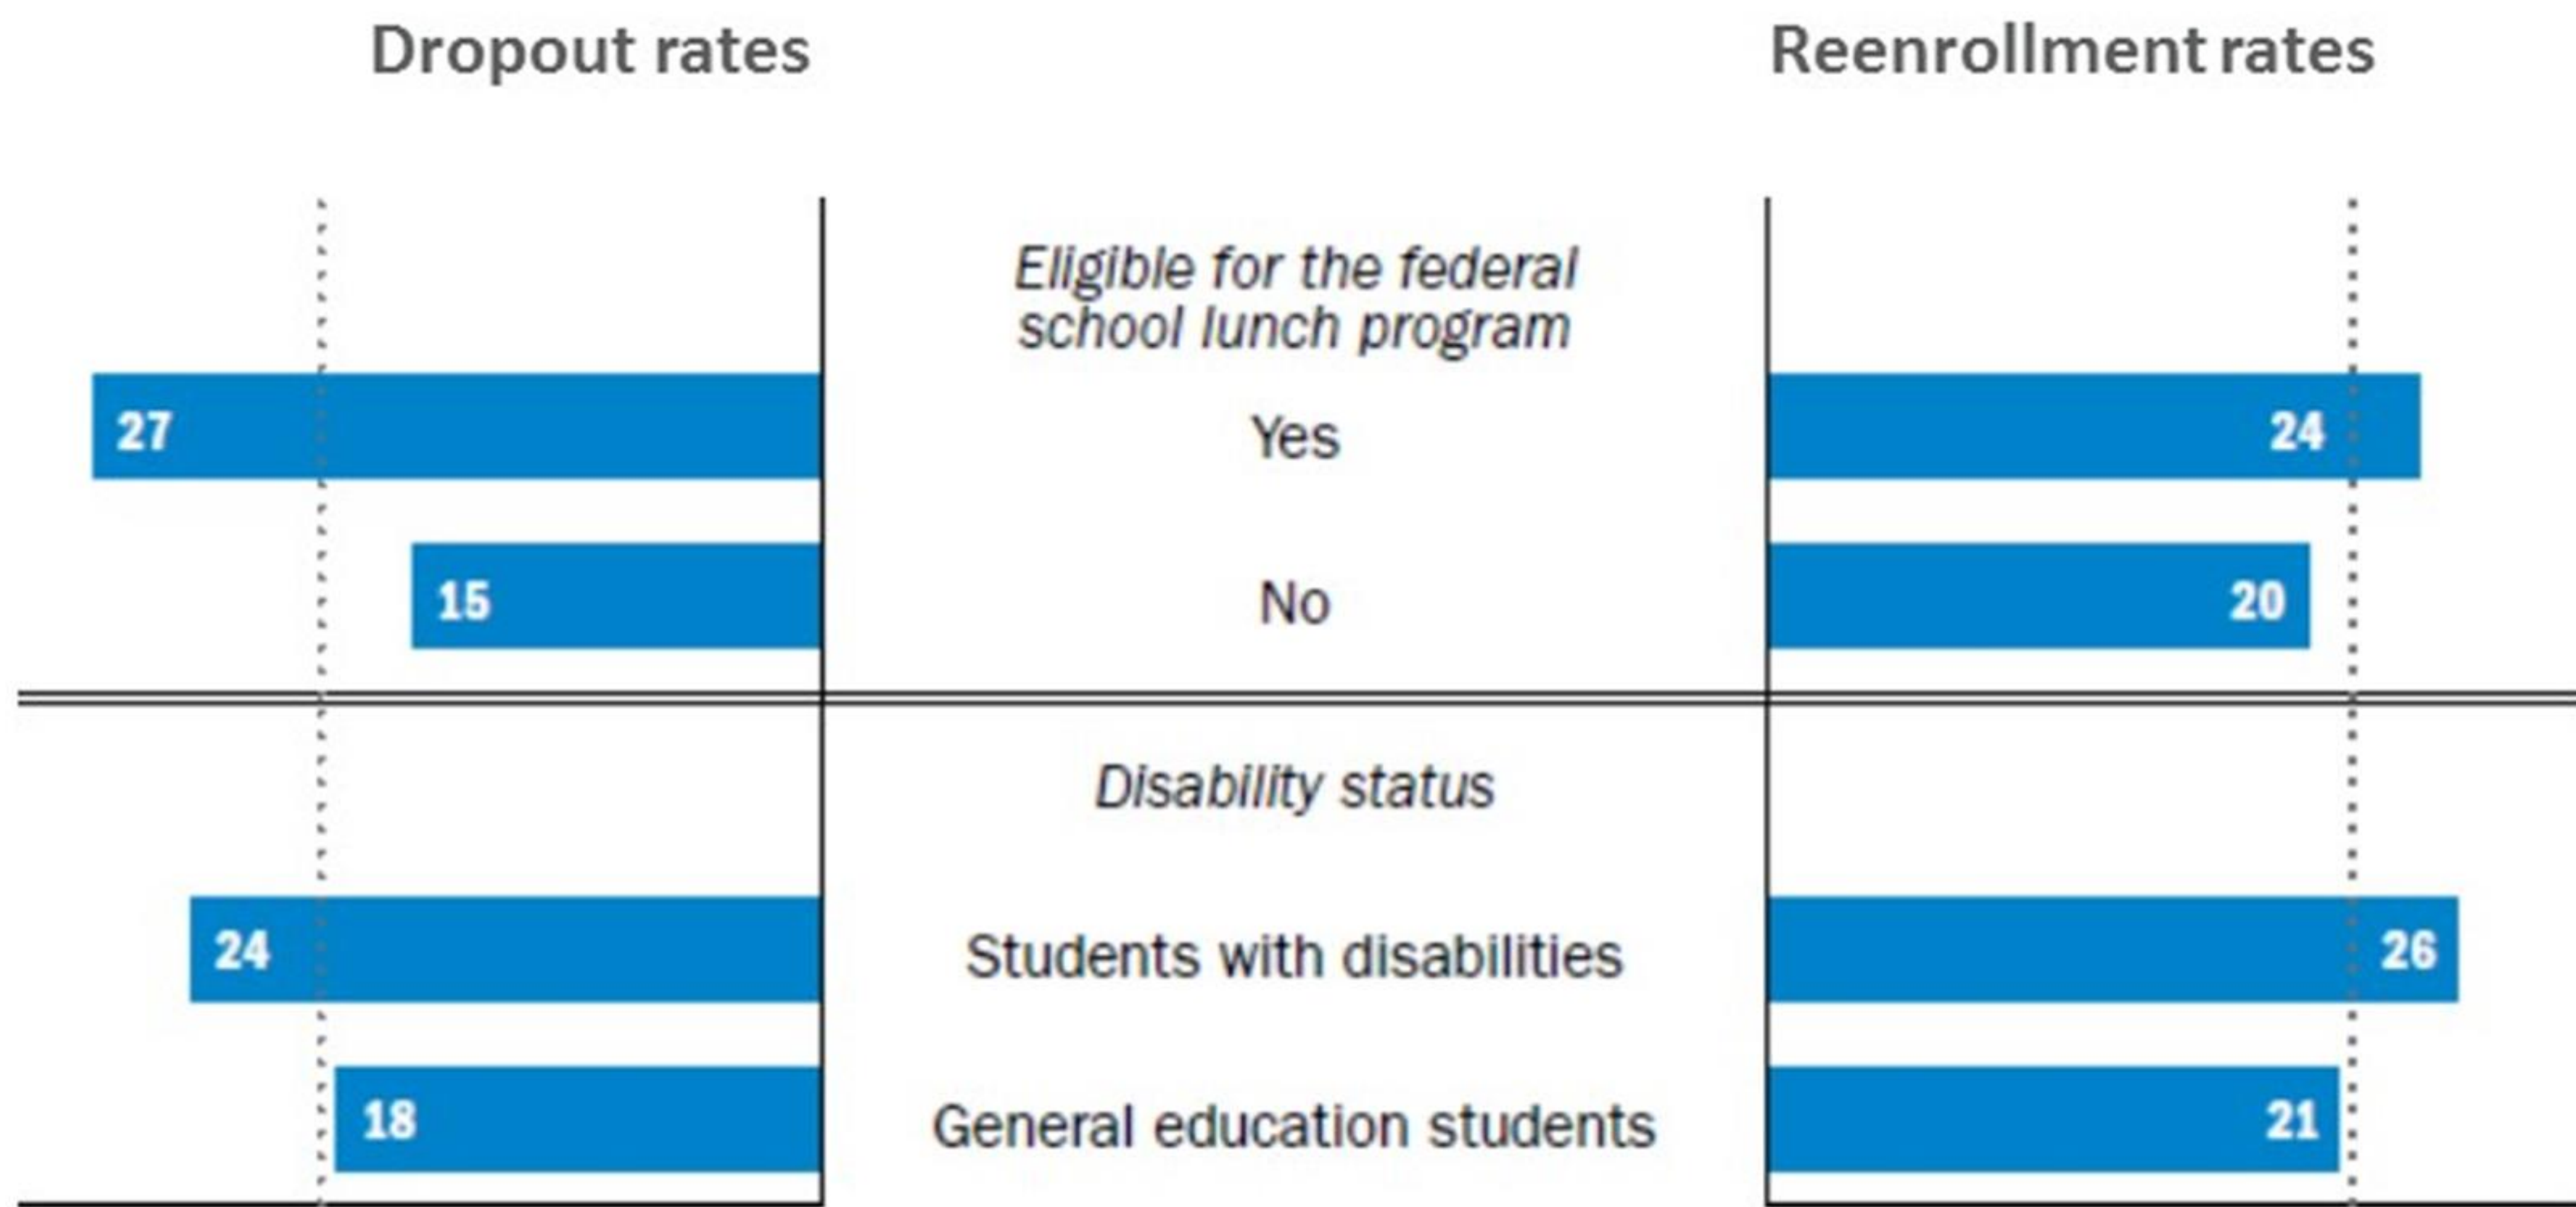 Dropout rates
Reenrollment rates
Eligible for the federal
school lunch program
27
Yes
24
15
No
20
Disability status
24
Students with disabilities
26
18
General education students
21